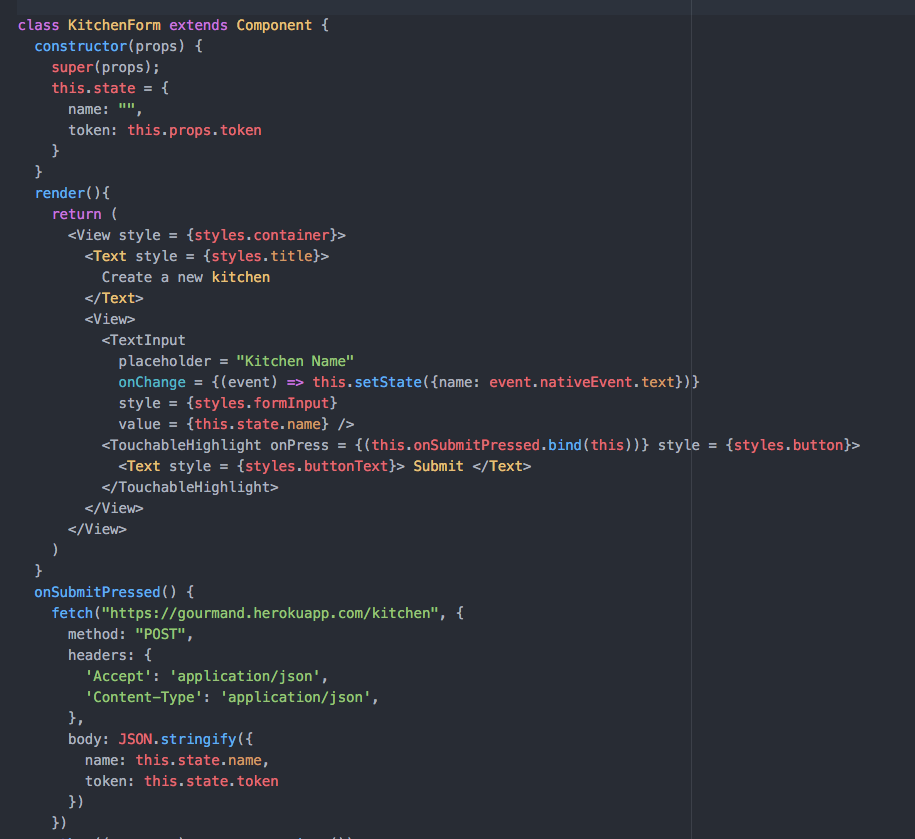 class KitchenForm extends Component {
  constructor(props) {
    super(props);
    this.state = {
      name: "",
      token: this.props.token
    }
  }
  render(){
    return (
      <View style = {styles.container}>
        <Text style = {styles.title}>
          Create a new kitchen
        </Text>
        <View>
          <TextInput
            placeholder = "Kitchen Name"
            onChange = {(event) => this.setState({name: event.nativeEvent.text})}
            style = {styles.formInput}
            value = {this.state.name} />
          <TouchableHighlight onPress = {(this.onSubmitPressed.bind(this))} style = {styles.button}>
            <Text style = {styles.buttonText}> Submit </Text>
          </TouchableHighlight>
        </View>
      </View>
    )
  }
  onSubmitPressed() {
    fetch("https://gourmand.herokuapp.com/kitchen", {
      method: "POST",
      headers: {
        'Accept': 'application/json',
        'Content-Type': 'application/json',
      },
      body: JSON.stringify({
        name: this.state.name,
        token: this.state.token
      })
    })